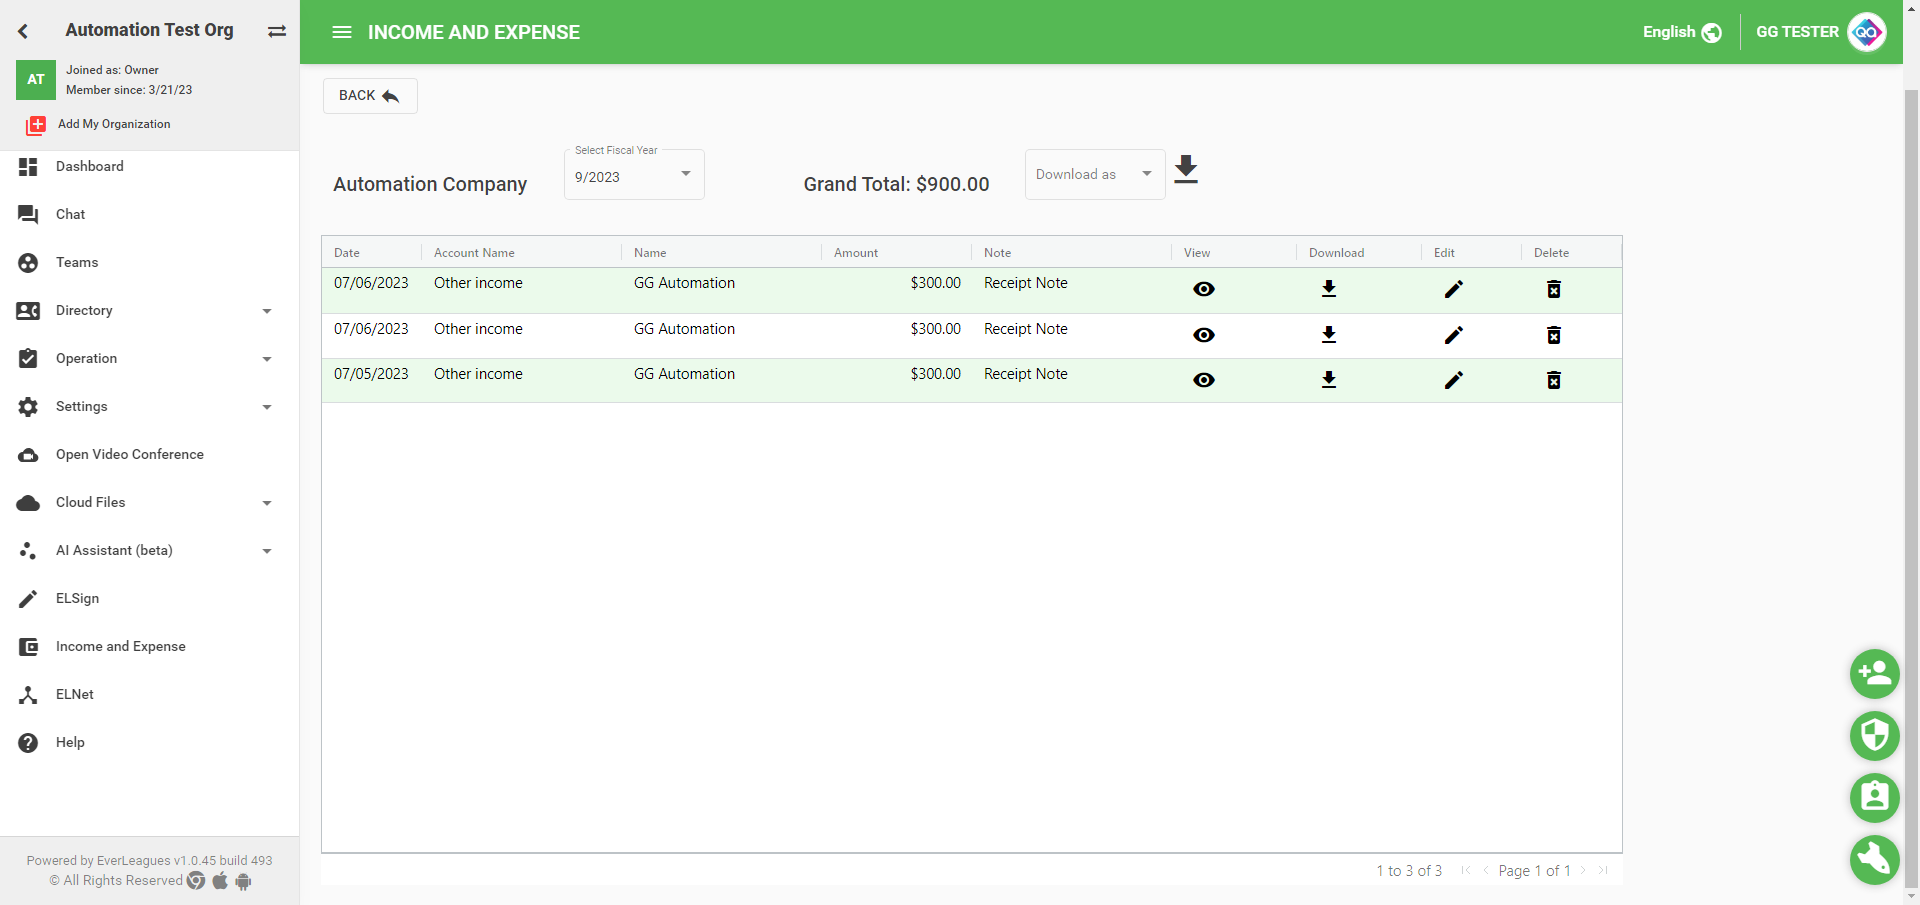 Automation Test Org
AT
Joined as: Owner
Member since: 3/21/23
Add My Organization
Dashboard
Chat
Teams
Directory
Operation
Settings
Open Video Conference
Cloud Files
AI Assistant (beta)
ELSign
Income and Expense
ELNet
Help
Powered by EverLeagues v1.0.45 build 493
© All Rights Reserved
INCOME AND EXPENSE
English
GG TESTER
QA
BACK
Automation Company
Select Fiscal Year
9/2023
Grand Total: $900.00
Download as
Date Account Name Name Amount Note View Download Edit Delete
07/06/2023 Other income GG Automation $300.00 Receipt Note
07/06/2023 Other income GG Automation $300.00 Receipt Note
07/05/2023 Other income GG Automation $300.00 Receipt Note
1 to 3 of 3 Page 1 of 1